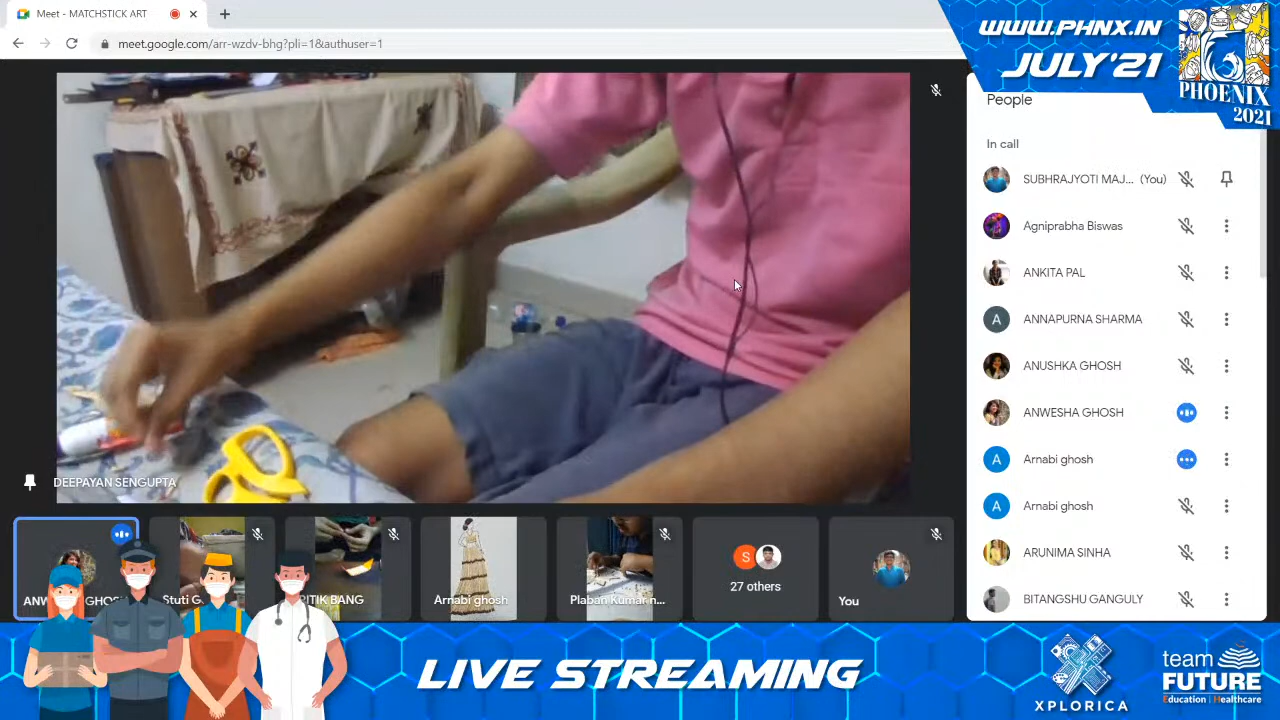 Meet - MATCHSTICK ART
meet.google.com/arr-wzdv-bhg?pli=1&authuser=1
WWW.PHNX.IN
JULY'21
PHOENIX
2021
People
In call
SUBHRAJYOTI MAJ... (You)
Agniprabha Biswas
ANKITA PAL
A ANNAPURNA SHARMA
ANUSHKA GHOSH
ANWESHA GHOSH
A Arnabi ghosh
A Arnabi ghosh
ARUNIMA SINHA
BITANGSHU GANGULY
DEEPAYAN SENGUPTA
Stuti G
ITIK BANG
Arnabi ghosh
Plaban Kumar n...
S
27 others
You
LIVE STREAMING
XPLORICA
team
FUTURE
Education | Healthcare